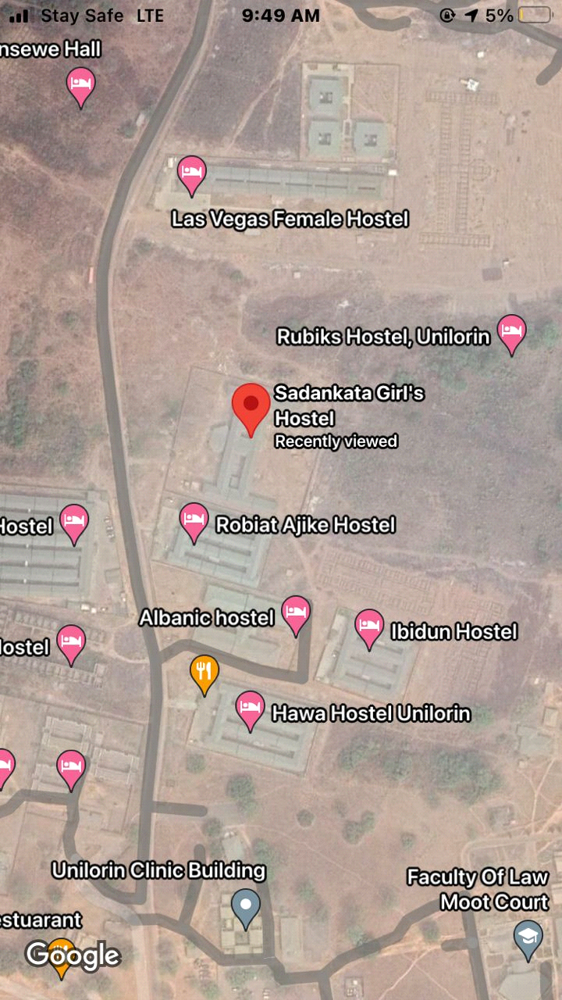 Stay Safe LTE 9:49 AM 5%
nsewe Hall
Las Vegas Female Hostel
Rubiks Hostel, Unilorin
Sadankata Girl's
Hostel
Recently viewed
Hostel
Robiat Ajike Hostel
Albanic hostel
Ibidun Hostel
Hostel
Hawa Hostel Unilorin
Unilorin Clinic Building
Faculty Of Law
Moot Court
estuarant
Google